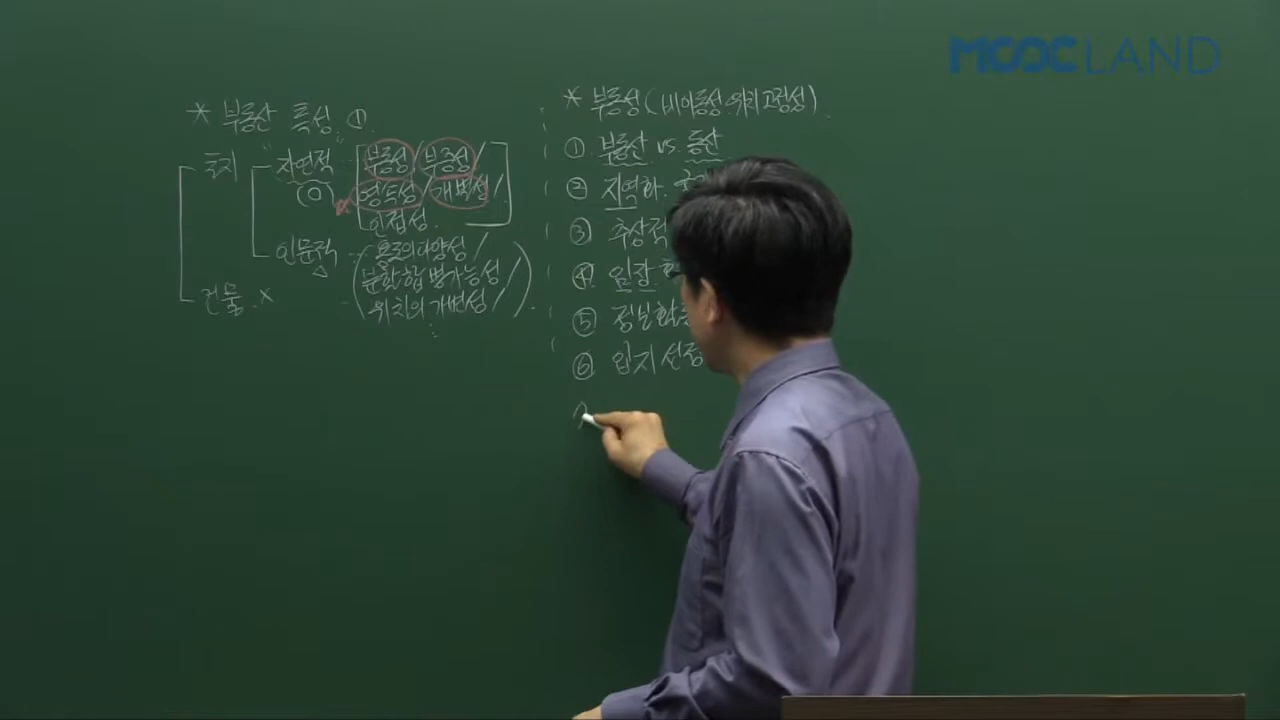 MOOCLAND
* 부동산 특성 ①.
토지 자연적 [부동성/부증성/
(O) 영속성/개별성/
인접성.]
인문적 (용도의 다양성/
△ 분할합병가능성/
위치의 가변성/)
건물. X
* 부동성(비이동성. 위치고정성).
① 부동산 vs. 동산
② 지역화.
③ 추상적
④ 임장
⑤ 정보
⑥ 입지선정